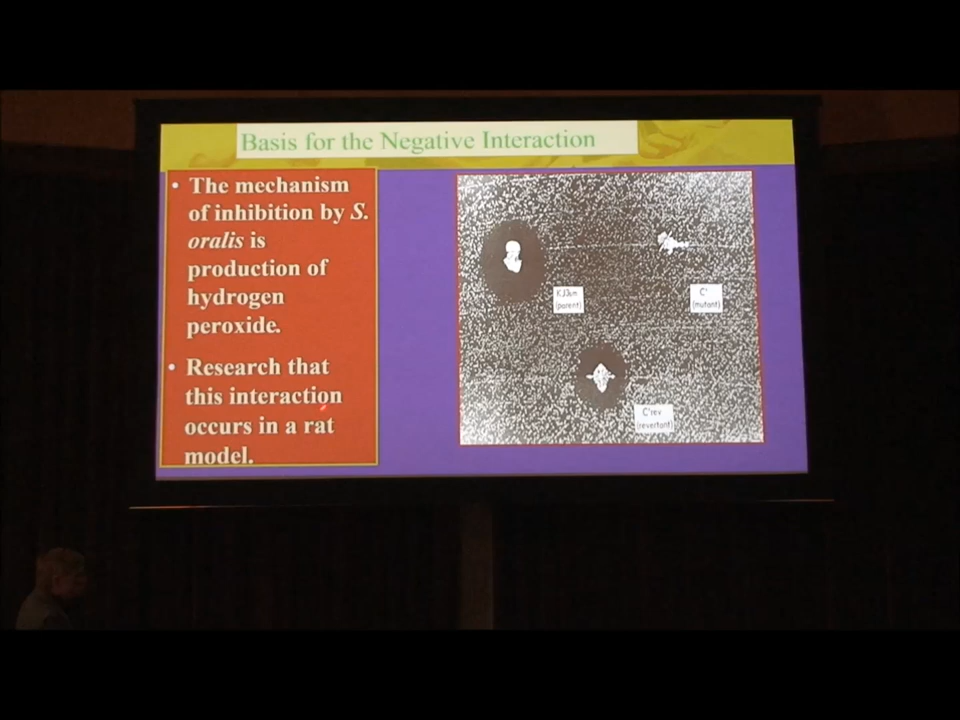 Basis for the Negative Interaction
• The mechanism
of inhibition by S.
oralis is
production of
hydrogen
peroxide.
• Research that
this interaction
occurs in a rat
model.
KJ3sm
(parent)
C'
(mutant)
C'rev
(revertant)